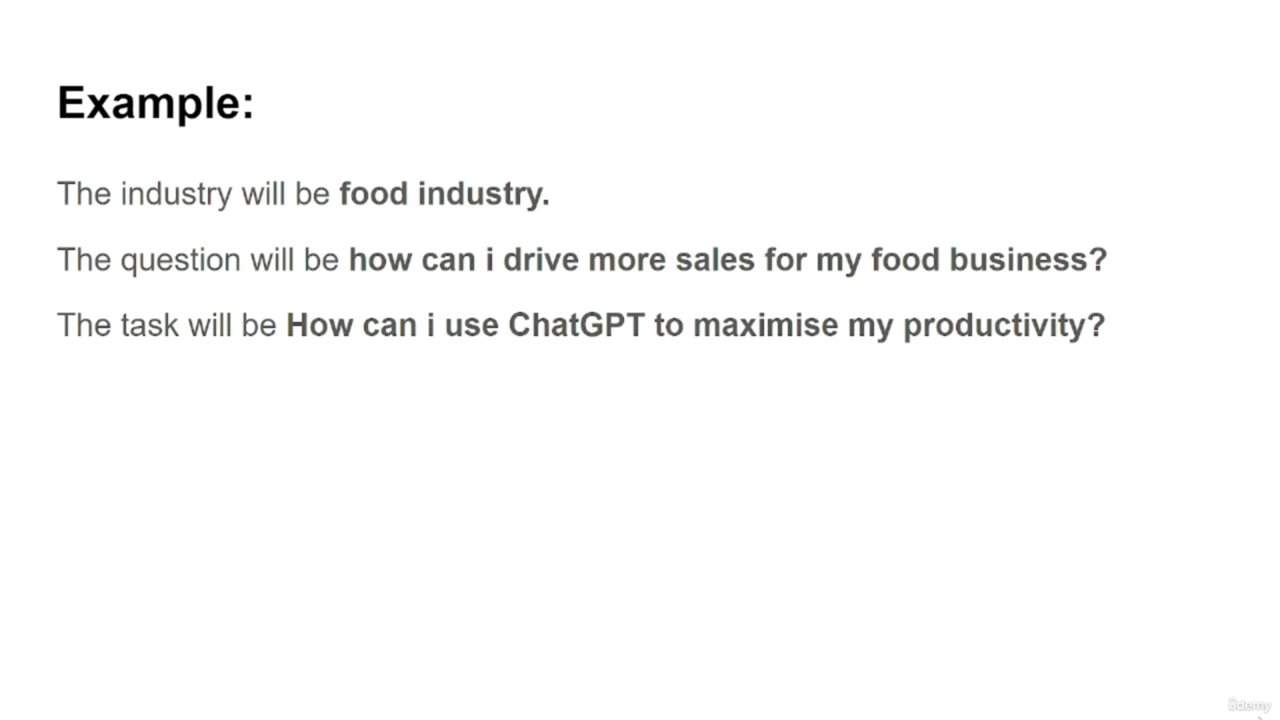 Example:
The industry will be food industry.
The question will be how can i drive more sales for my food business?
The task will be How can i use ChatGPT to maximise my productivity?
ûdemy